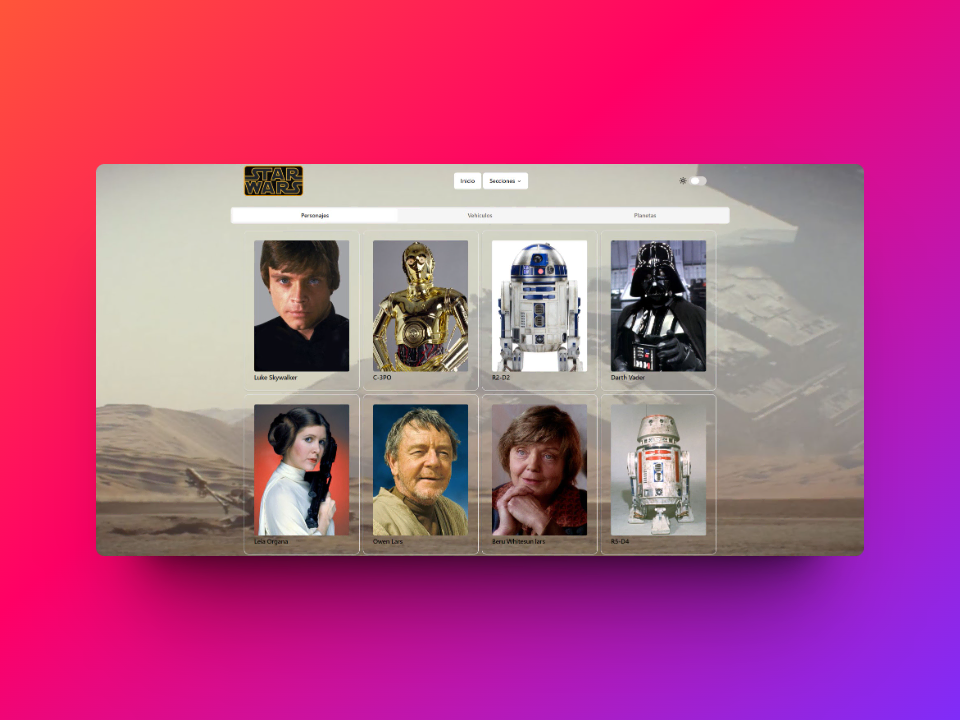 STAR
WARS
Inicio Secciones
Personajes Vehículos Planetas
Luke Skywalker C-3PO R2-D2 Darth Vader
Leia Organa Owen Lars Beru Whitesun lars R5-D4